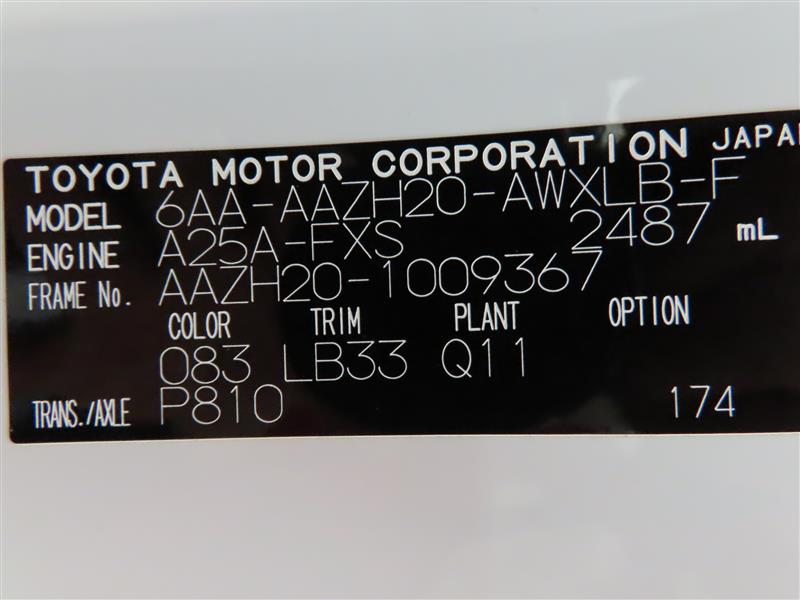 TOYOTA MOTOR CORPORATION JAPAN
MODEL 6AA-AAZH20-AWXLB-F
ENGINE A25A-FXS 2487 mL
FRAME No. AAZH20-1009367
COLOR TRIM PLANT OPTION
083 LB33 Q11
TRANS./AXLE P810 174